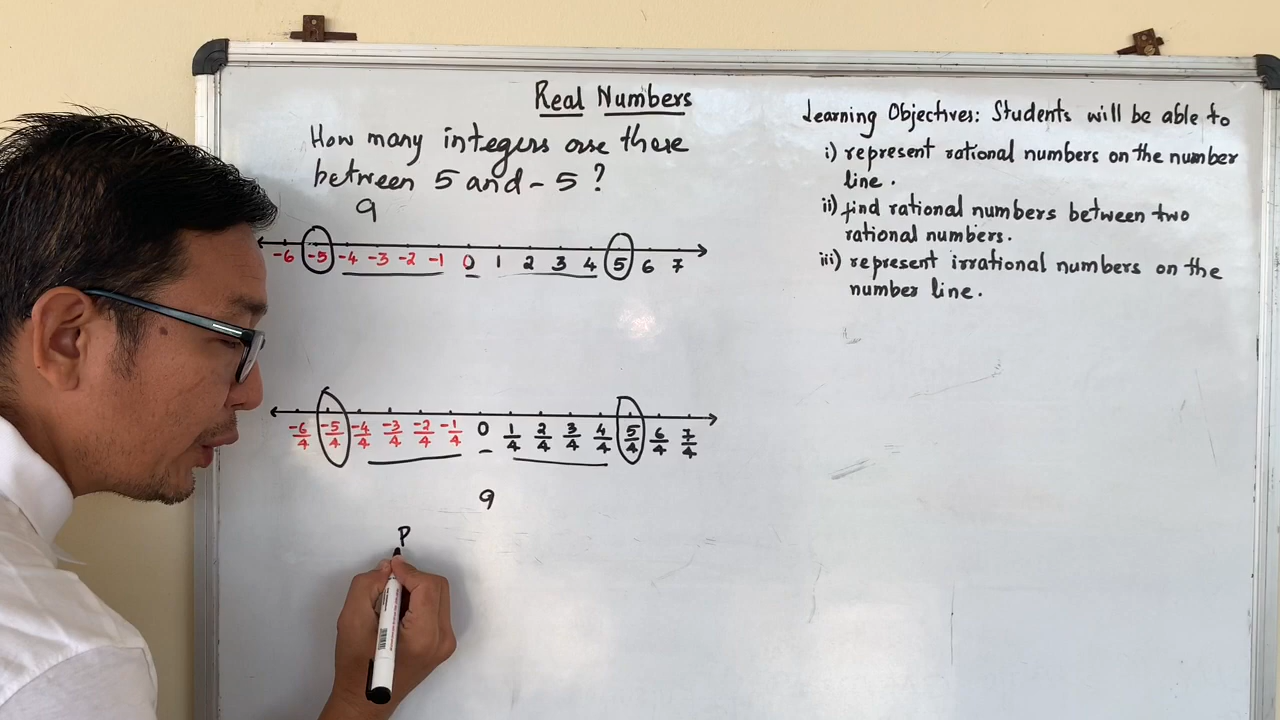 Real Numbers
How many integers are there
between 5 and - 5 ?
9
-6 -5 -4 -3 -2 -1 0 1 2 3 4 5 6 7
-6/4 -5/4 -4/4 -3/4 -2/4 -1/4 0 1/4 2/4 3/4 4/4 5/4 6/4 7/4
9
P
Learning Objectives: Students will be able to
i) represent rational numbers on the number
line.
ii) find rational numbers between two
rational numbers.
iii) represent irrational numbers on the
number line.